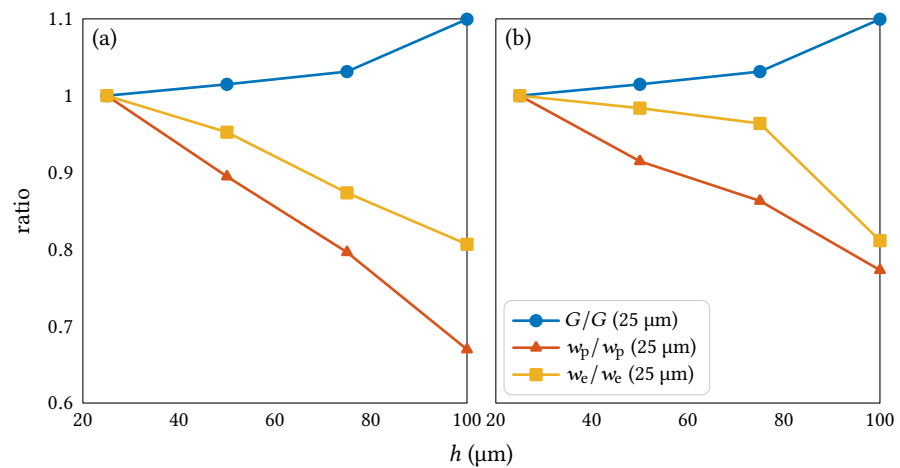 1.1
(a)
(b)
1
0.9
ratio
0.8
0.7
0.6
G/G (25 µm)
wₚ/wₚ (25 µm)
wₑ/wₑ (25 µm)
20
40
60
80
100
20
40
60
80
100
h (µm)